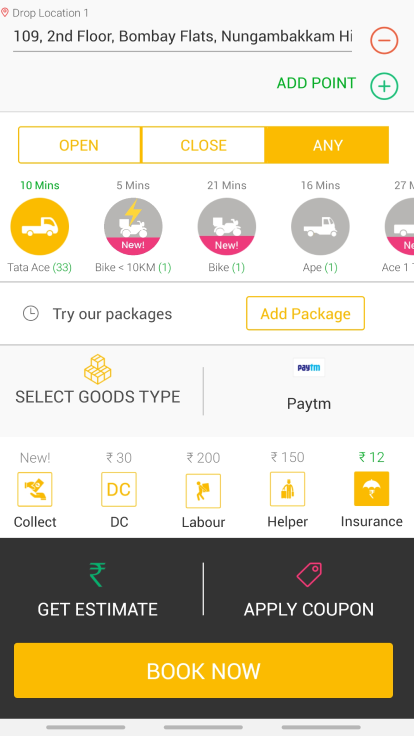 Drop Location 1
109, 2nd Floor, Bombay Flats, Nungambakkam Hi
ADD POINT
OPEN CLOSE ANY
10 Mins 5 Mins 21 Mins 16 Mins 27 M
New! New! Ne
Tata Ace (33) Bike < 10KM (1) Bike (1) Ape (1) Ace 1 T
Try our packages Add Package
SELECT GOODS TYPE
paytm
Paytm
New! ₹ 30 ₹ 200 ₹ 150 ₹ 12
DC
Collect DC Labour Helper Insurance
₹
GET ESTIMATE APPLY COUPON
BOOK NOW